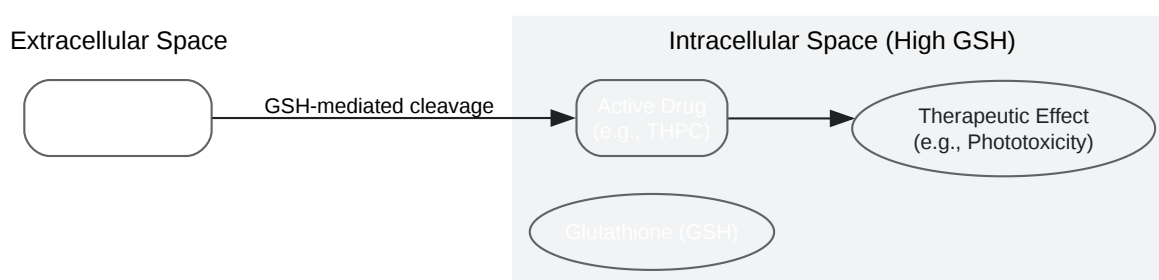 Extracellular Space
Intracellular Space (High GSH)
GSH-mediated cleavage
Active Drug
(e.g., THPC)
Therapeutic Effect
(e.g., Phototoxicity)
Glutathione (GSH)